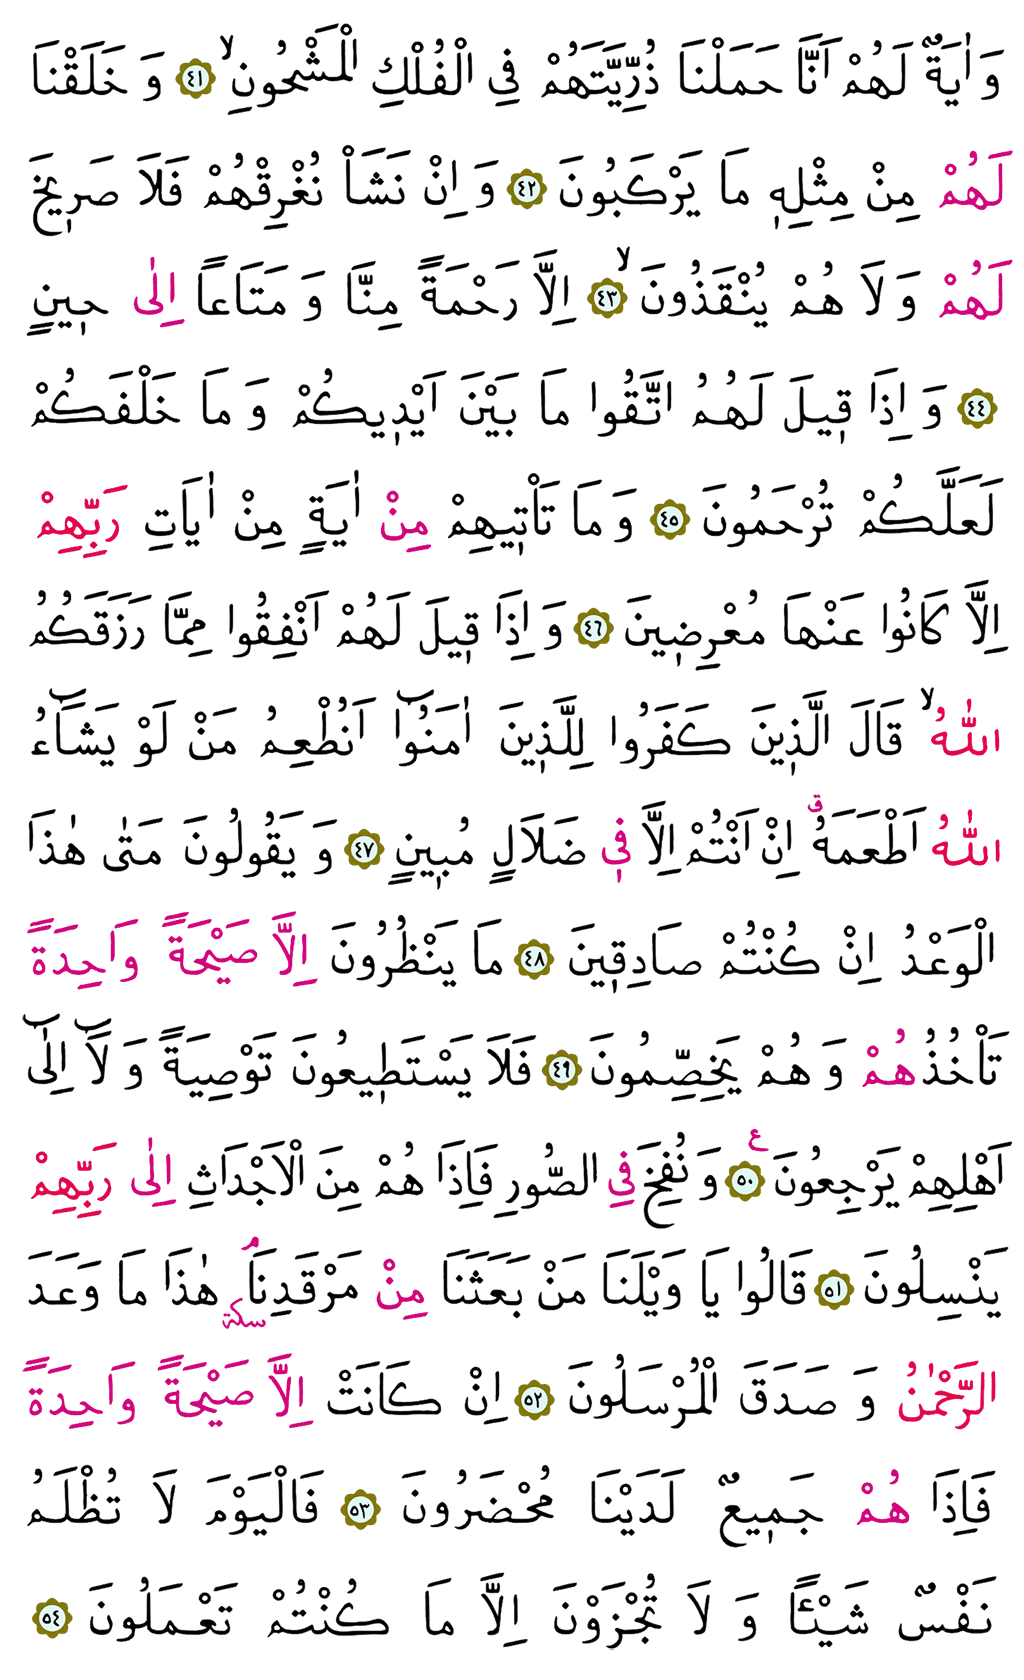 وَ اٰيَةٌ لَهُمْ اَنَّا حَمَلْنَا ذُرِّيَّتَهُمْ فِي الْفُلْكِ الْمَشْحُونِۙ ﴿٤١﴾ وَ خَلَقْنَا
لَهُمْ مِنْ مِثْلِهٖ مَا يَرْكَبُونَ ﴿٤٢﴾ وَ اِنْ نَشَاْ نُغْرِقْهُمْ فَلَا صَرٖيخَ
لَهُمْ وَ لَا هُمْ يُنْقَذُونَۙ ﴿٤٣﴾ اِلَّا رَحْمَةً مِنَّا وَ مَتَاعاً اِلٰى حٖينٍ
﴿٤٤﴾ وَ اِذَا قٖيلَ لَهُمُ اتَّقُوا مَا بَيْنَ اَيْدٖيكُمْ وَ مَا خَلْفَكُمْ
لَعَلَّكُمْ تُرْحَمُونَ ﴿٤٥﴾ وَ مَا تَاْتٖيهِمْ مِنْ اٰيَةٍ مِنْ اٰيَاتِ رَبِّهِمْ
اِلَّا كَانُوا عَنْهَا مُعْرِضٖينَ ﴿٤٦﴾ وَ اِذَا قٖيلَ لَهُمْ اَنْفِقُوا مِمَّا رَزَقَكُمُ
اللّٰهُۙ قَالَ الَّذٖينَ كَفَرُوا لِلَّذٖينَ اٰمَنُوٓا اَنُطْعِمُ مَنْ لَوْ يَشَٓاءُ
اللّٰهُ اَطْعَمَهُۗ اِنْ اَنْتُمْ اِلَّا فٖي ضَلَالٍ مُبٖينٍ ﴿٤٧﴾ وَ يَقُولُونَ مَتٰى هٰذَا
الْوَعْدُ اِنْ كُنْتُمْ صَادِقٖينَ ﴿٤٨﴾ مَا يَنْظُرُونَ اِلَّا صَيْحَةً وَاحِدَةً
تَاْخُذُهُمْ وَ هُمْ يَخِصِّمُونَ ﴿٤٩﴾ فَلَا يَسْتَطٖيعُونَ تَوْصِيَةً وَ لَٓا اِلٰٓى
اَهْلِهِمْ يَرْجِعُونَ ﴿٥٠﴾ ع وَ نُفِخَ فِي الصُّورِ فَاِذَا هُمْ مِنَ الْاَجْدَاثِ اِلٰى رَبِّهِمْ
يَنْسِلُونَ ﴿٥١﴾ قَالُوا يَا وَيْلَنَا مَنْ بَعَثَنَا مِنْ مَرْقَدِنَاۘ سكتة هٰذَا مَا وَعَدَ
الرَّحْمٰنُ وَ صَدَقَ الْمُرْسَلُونَ ﴿٥٢﴾ اِنْ كَانَتْ اِلَّا صَيْحَةً وَاحِدَةً
فَاِذَا هُمْ جَمٖيعٌ لَدَيْنَا مُحْضَرُونَ ﴿٥٣﴾ فَالْيَوْمَ لَا تُظْلَمُ
نَفْسٌ شَيْـًٔا وَ لَا تُجْزَوْنَ اِلَّا مَا كُنْتُمْ تَعْمَلُونَ ﴿٥٤﴾